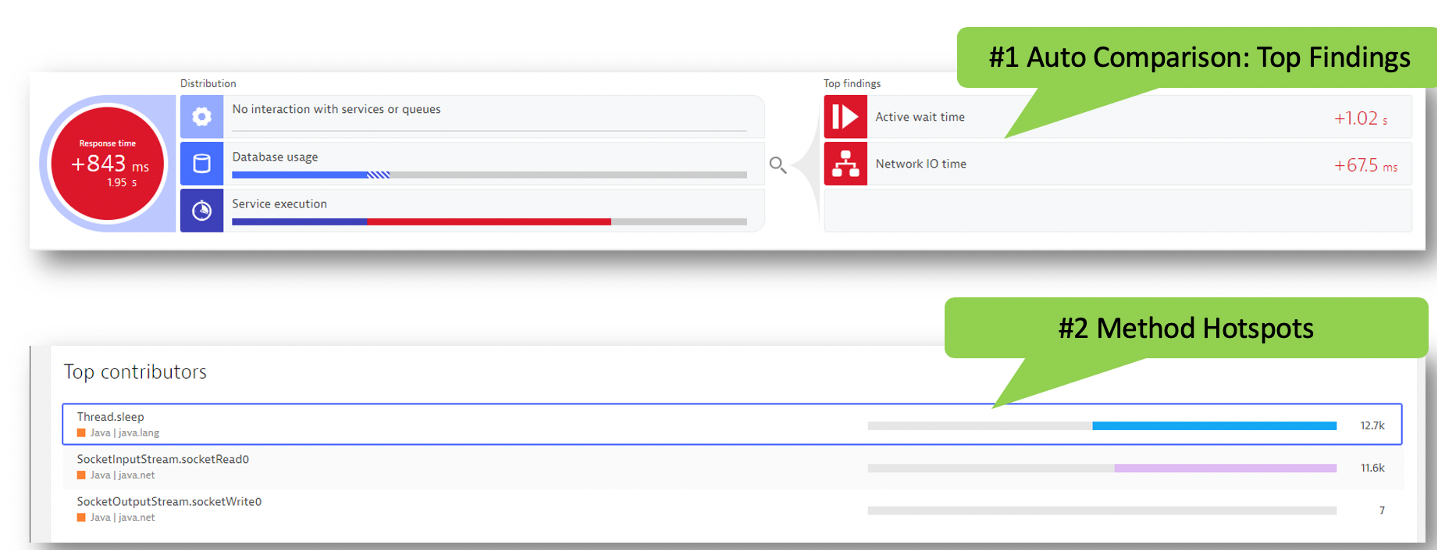 #1 Auto Comparison: Top Findings
Distribution
Top findings
Response time
+843 ms
1.95 s
No interaction with services or queues
Database usage
Service execution
Active wait time
+1.02 s
Network IO time
+67.5 ms
#2 Method Hotspots
Top contributors
Thread.sleep
Java | java.lang
12.7k
SocketInputStream.socketRead0
Java | java.net
11.6k
SocketOutputStream.socketWrite0
Java | java.net
7